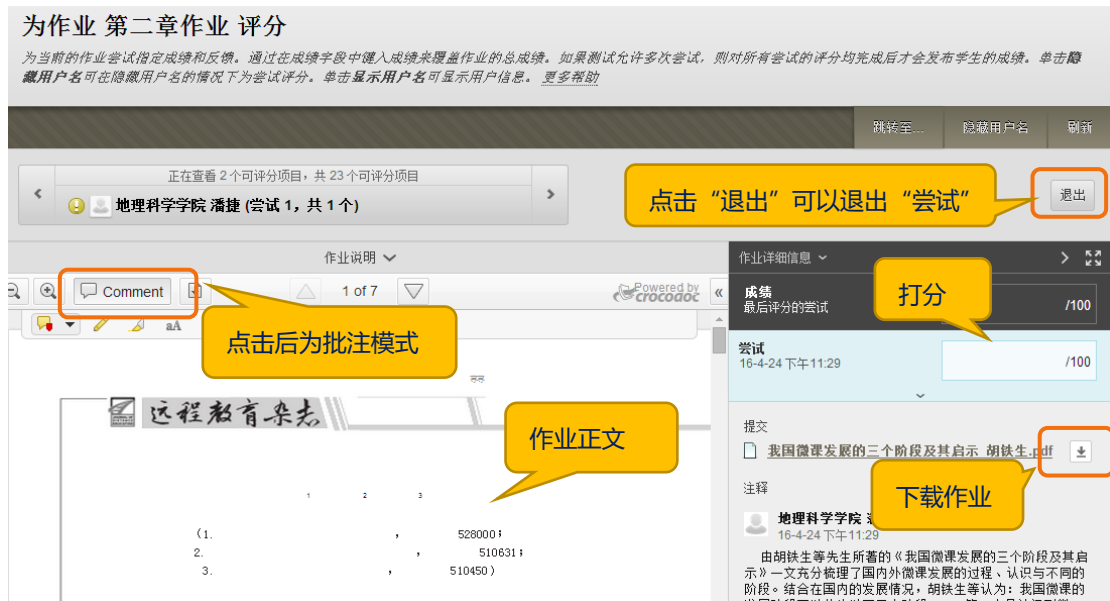 为作业 第二章作业 评分
为当前的作业尝试指定成绩和反馈。通过在成绩字段中键入成绩来覆盖作业的总成绩。如果测试允许多次尝试，则对所有尝试的评分均完成后才会发布学生的成绩。单击隐
藏用户名可在隐藏用户名的情况下为尝试评分。单击显示用户名可显示用户信息。 更多帮助
跳转至... 隐藏用户名 刷新
正在查看 2 个可评分项目，共 23 个可评分项目
地理科学学院 潘捷 (尝试 1，共 1 个)
点击“退出”可以退出“尝试”
退出
作业说明
作业详细信息
Comment
1 of 7
Powered by
crocodoc
«
成绩
最后评分的尝试
/100
打分
aA
点击后为批注模式
尝试
16-4-24 下午11:29
/100
远程教育杂志
作业正文
提交
我国微课发展的三个阶段及其启示_胡铁生.pdf
下载作业
注释
地理科学学院
16-4-24 下午11:29
1 2 3
(1. , 528000;
2. , 510631;
3. , 510450)
由胡铁生等先生所著的《我国微课发展的三个阶段及其启
示》一文充分梳理了国内外微课发展的过程、认识与不同的
阶段。结合在国内的发展情况，胡铁生等认为：我国微课的